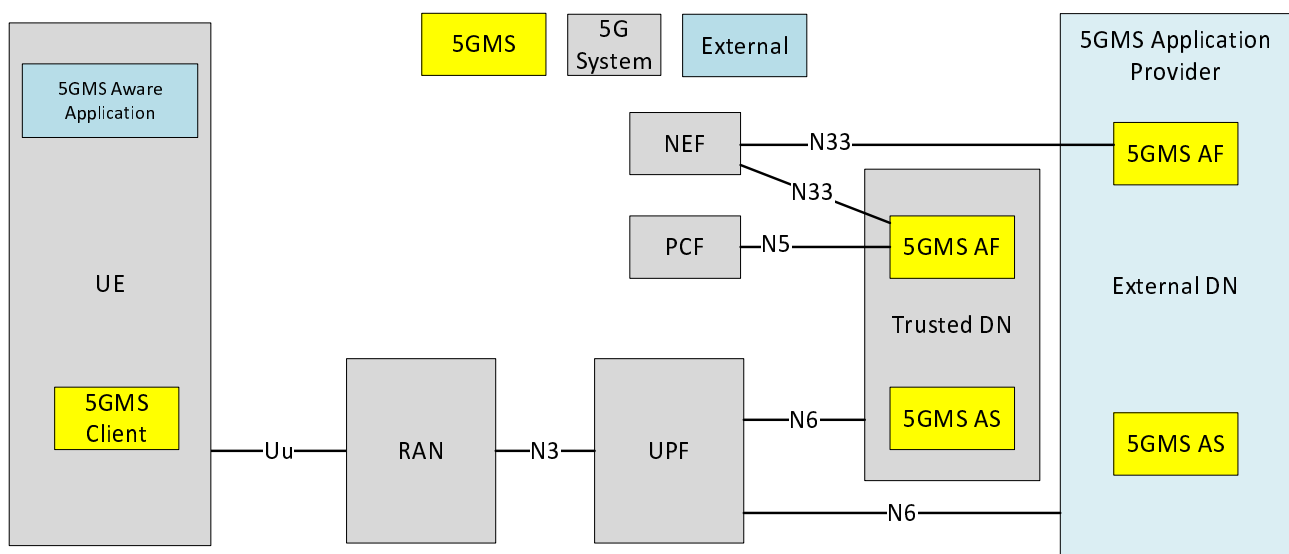 5GMS
5G
System
External
5GMS Application
Provider
5GMS Aware
Application
NEF
N33
5GMS AF
N33
PCF
N5
5GMS AF
UE
External DN
Trusted DN
5GMS
Client
N6
5GMS AS
5GMS AS
Uu
RAN
N3
UPF
N6